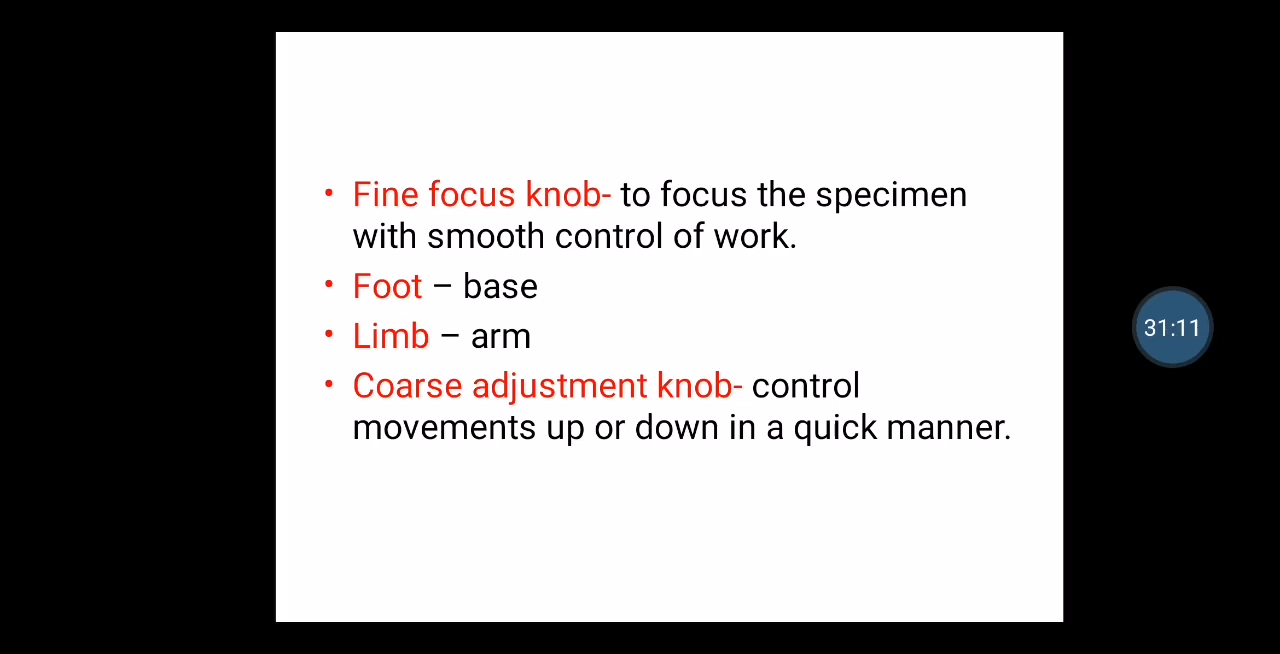 • Fine focus knob- to focus the specimen
with smooth control of work.
• Foot – base
• Limb – arm
• Coarse adjustment knob- control
movements up or down in a quick manner.
31:11